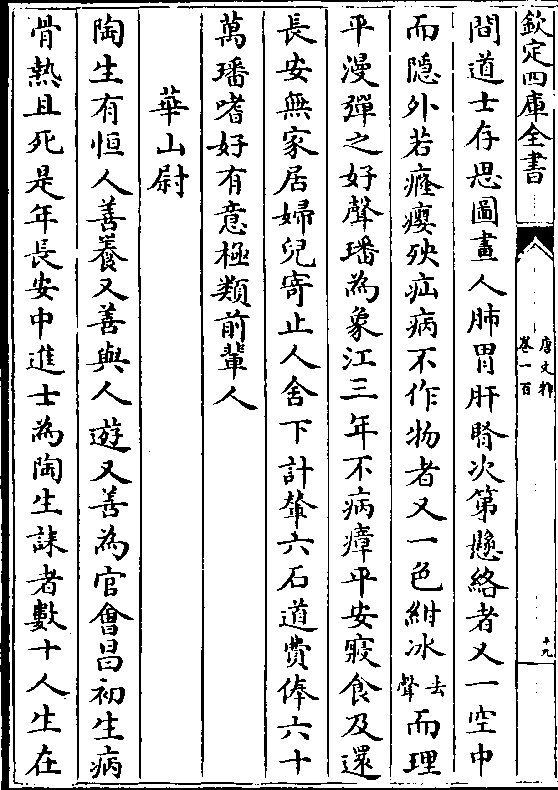 欽定四庫全書
唐文粹
卷一百
十九
問道士存思圖畫人肺胃肝腎次第懸絡者又一空中
而隠外若癃癭殃疝病不作物者又一色紺冰去聲而理
平漫彈之好聲璠為象江三年不病瘴平安寢食及還
長安無家居婦兒寄止人舍下計輦六石道費俸六十
萬璠嗜好有意極類前輩人
華山尉
陶生有恒人善養又善與人遊又善為官會昌初生病
骨熱且死是年長安中進士為陶生誄者數十人生在